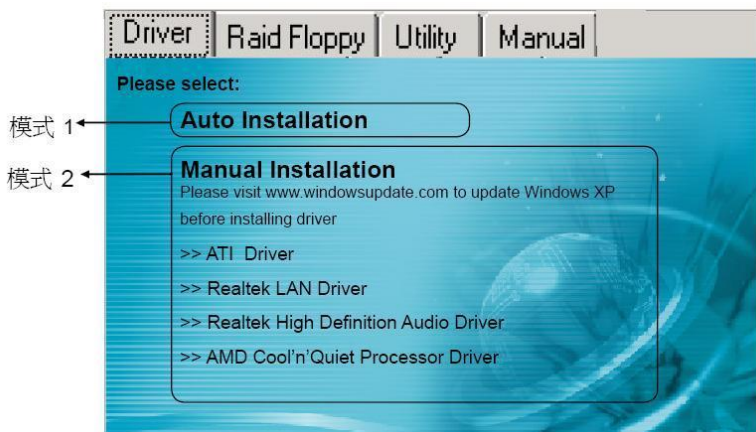 Driver Raid Floppy Utility Manual
Please select:
模式 1
Auto Installation
模式 2
Manual Installation
Please visit www.windowsupdate.com to update Windows XP
before installing driver
>> ATI Driver
>> Realtek LAN Driver
>> Realtek High Definition Audio Driver
>> AMD Cool'n'Quiet Processor Driver